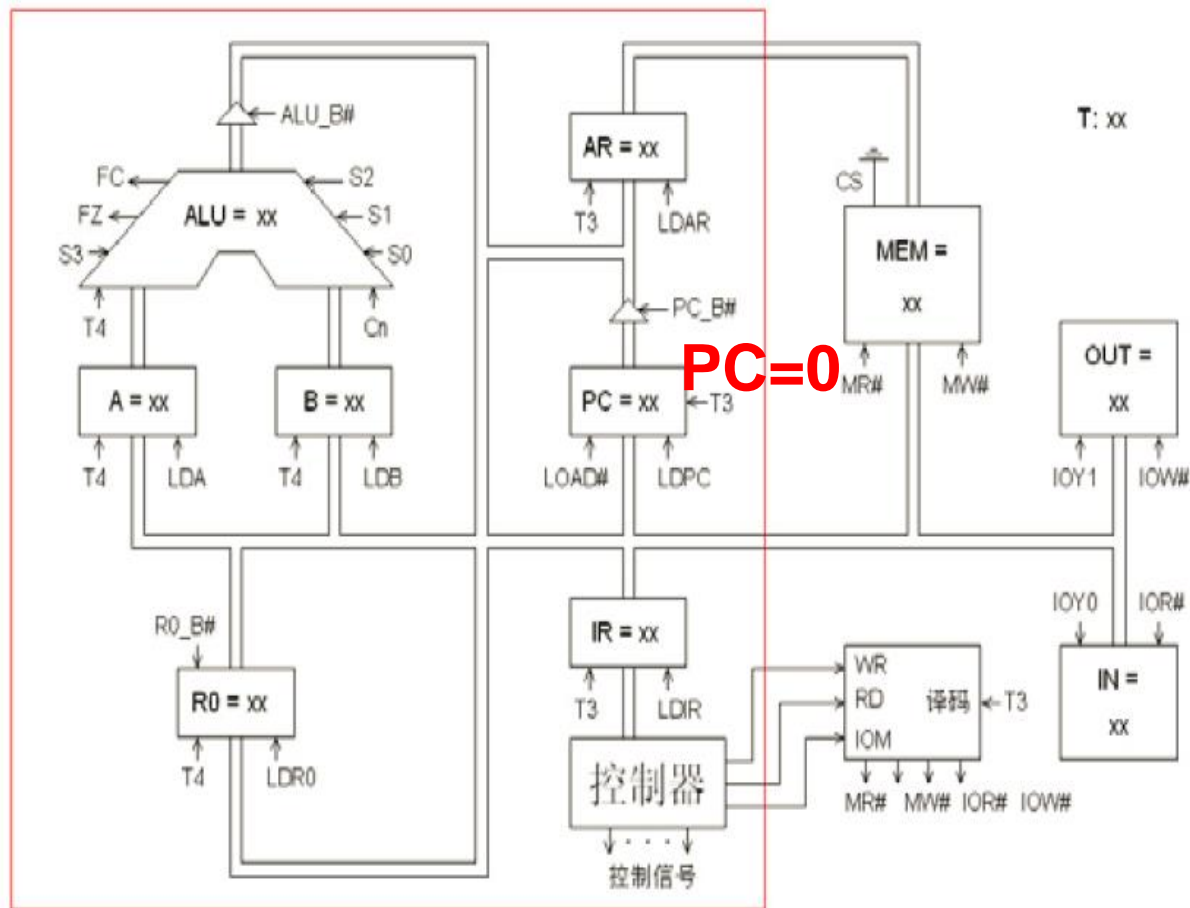 ALU_B#
T: xx
AR = xx
FC
S2
CS
FZ
ALU = xx
S1
T3
LDAR
S3
S0
MEM =
xx
PC_B#
T4
Cn
PC=0
OUT =
xx
A = xx
B = xx
PC = xx
T3
MR#
MW#
T4
LDA
T4
LDB
LOAD#
LDPC
IOY1
IOW#
R0_B#
IR = xx
IOY0
IOR#
WR
RD
译码
T3
IOM
IN =
xx
R0 = xx
T3
LDIR
T4
LDR0
控制器
MR# MW# IOR# IOW#
· · ·
控制信号